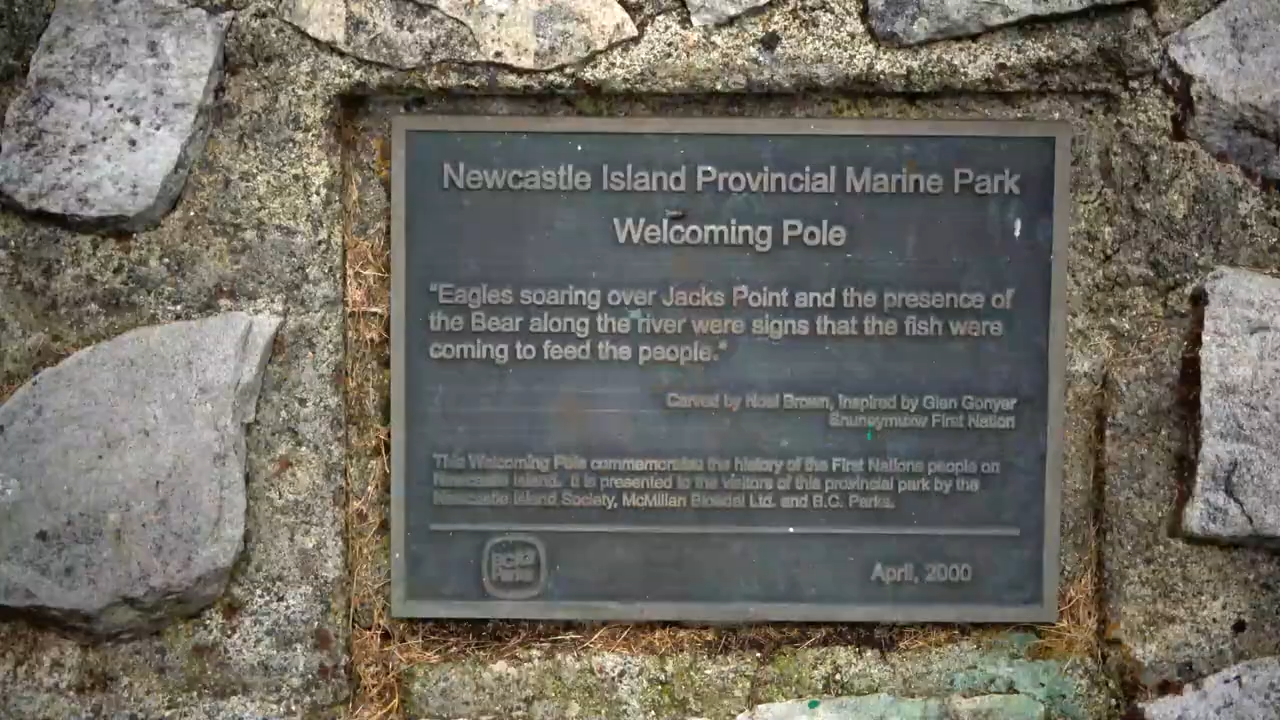 Newcastle Island Provincial Marine Park
Welcoming Pole
"Eagles soaring over Jacks Point and the presence of
the Bear along the river were signs that the fish were
coming to feed the people."
Carved by Noel Brown, Inspired by Glen Gonyer
Snuneymuxw First Nation
This Welcoming Pole commemorates the history of the First Nations people on
Newcastle Island. It is presented to the visitors of this provincial park by the
Newcastle Island Society, McMillan Bloedel Ltd. and B.C. Parks.
Parks
April, 2000